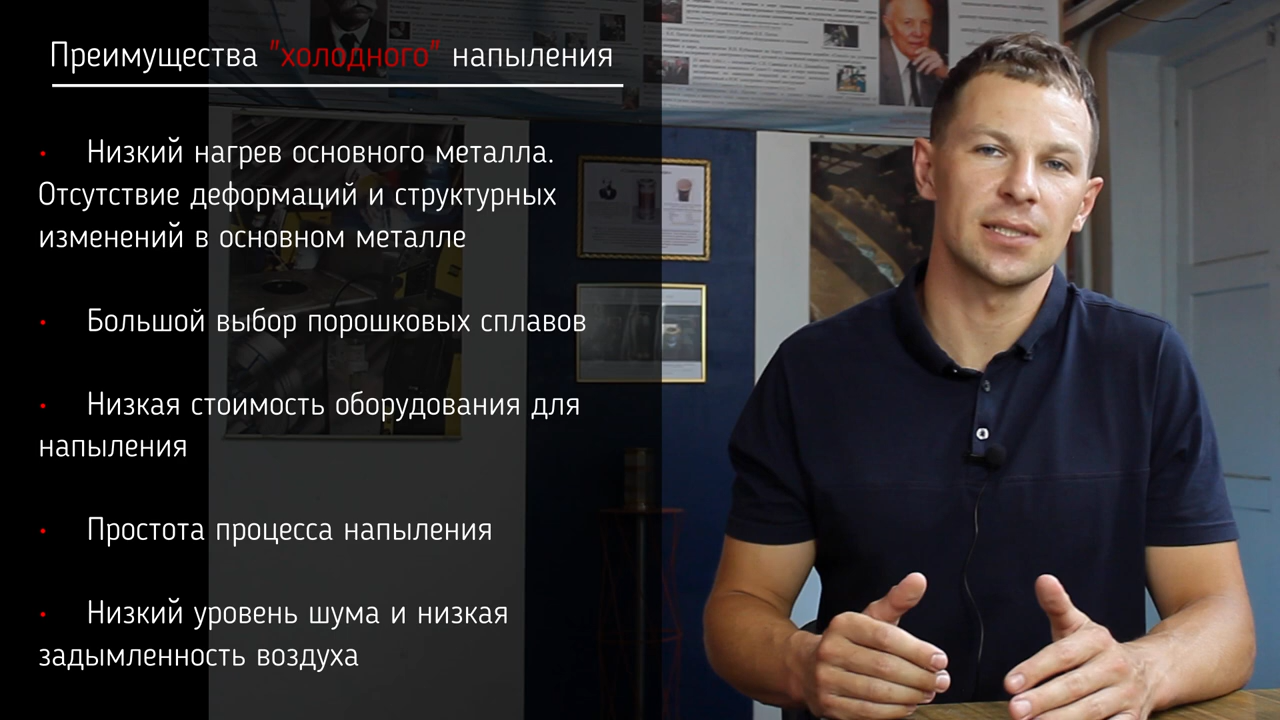 Преимущества "холодного" напыления
• Низкий нагрев основного металла.
Отсутствие деформаций и структурных
изменений в основном металле
• Большой выбор порошковых сплавов
• Низкая стоимость оборудования для
напыления
• Простота процесса напыления
• Низкий уровень шума и низкая
задымленность воздуха